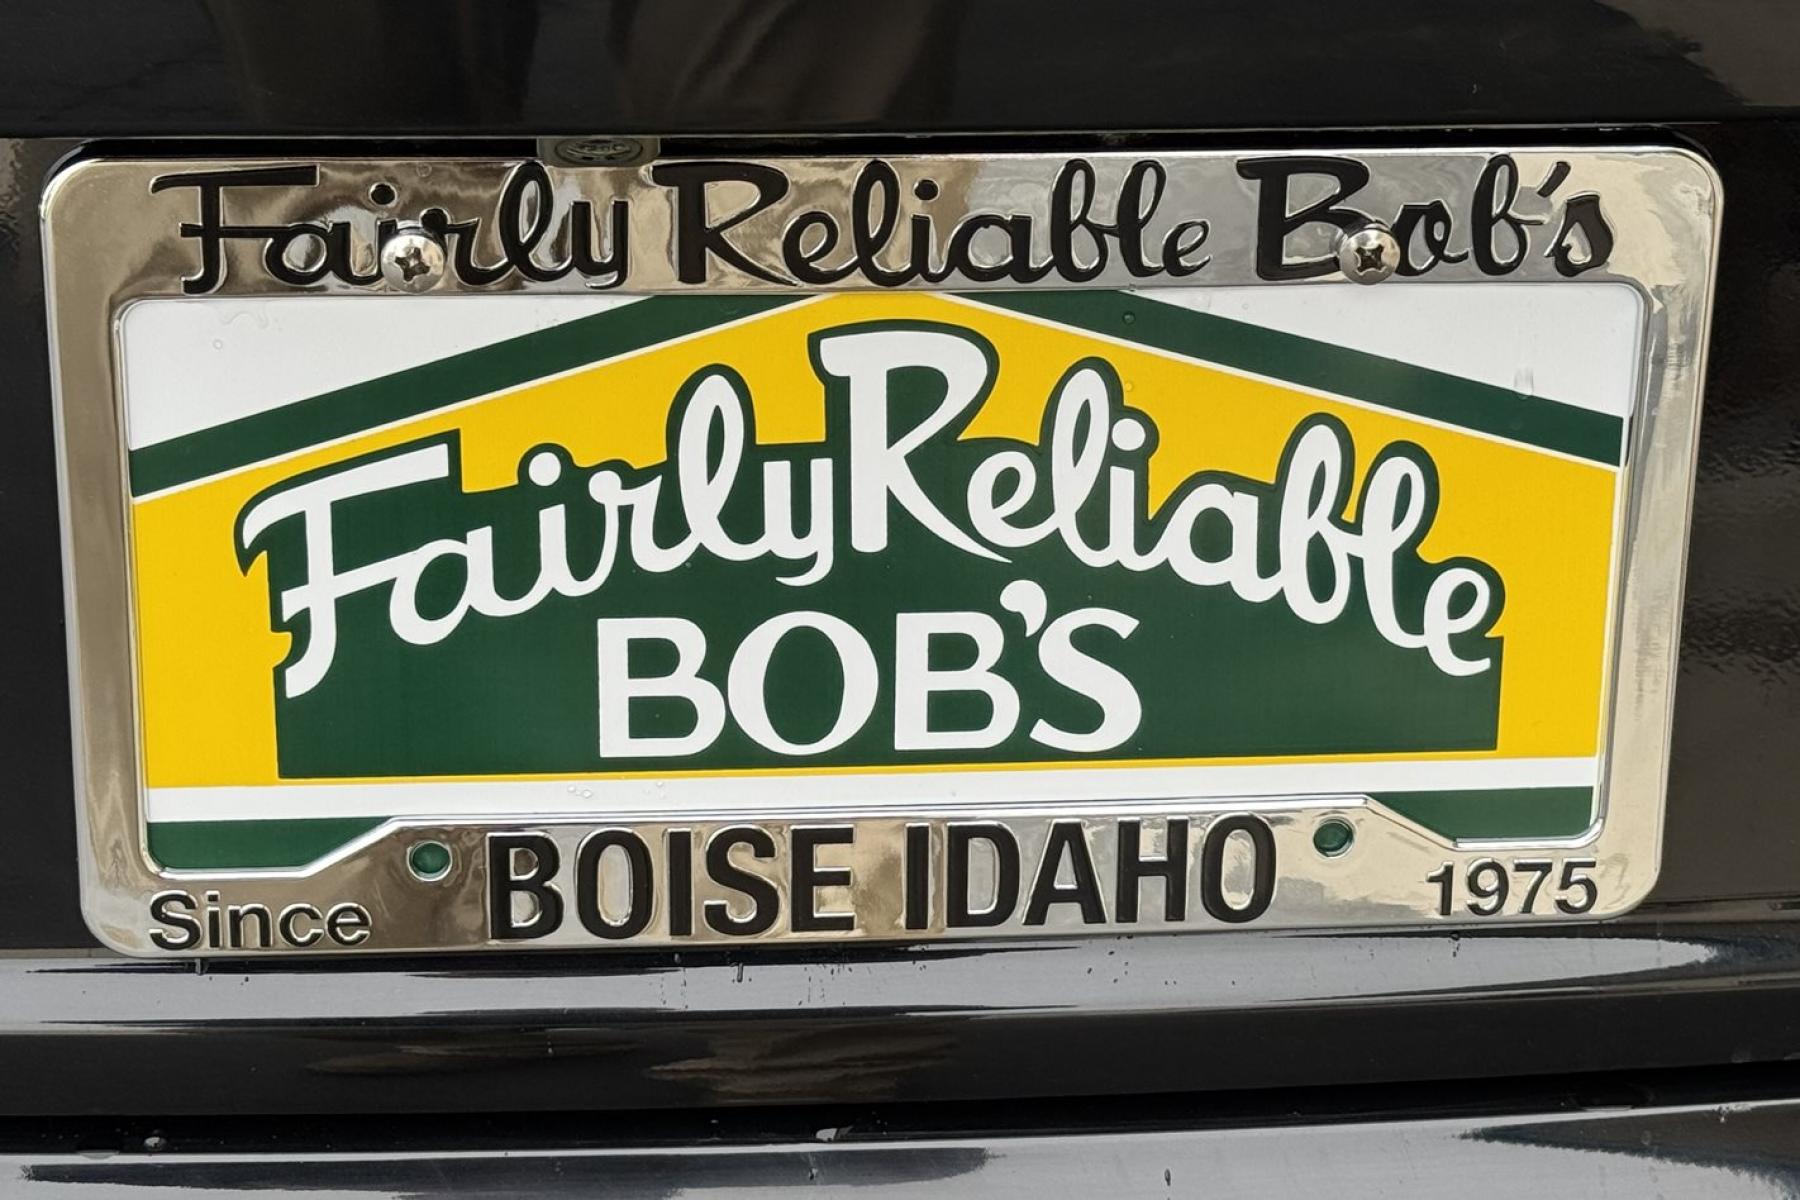 Fairly Reliable Bob's
Fairly Reliable
BOB'S
Since BOISE IDAHO 1975